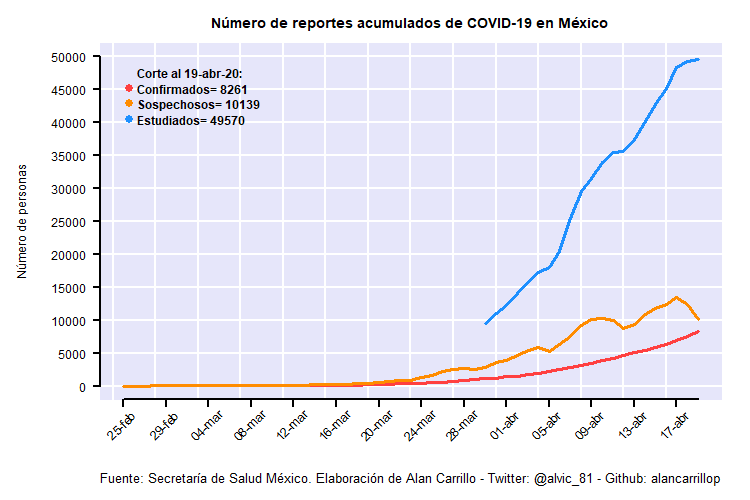 Número de reportes acumulados de COVID-19 en México
Corte al 19-abr-20:
Confirmados= 8261
Sospechosos= 10139
Estudiados= 49570
Número de personas
50000
45000
40000
35000
30000
25000
20000
15000
10000
5000
0
25-feb
29-feb
04-mar
08-mar
12-mar
16-mar
20-mar
24-mar
28-mar
01-abr
05-abr
09-abr
13-abr
17-abr
Fuente: Secretaría de Salud México. Elaboración de Alan Carrillo - Twitter: @alvic_81 - Github: alancarrillop